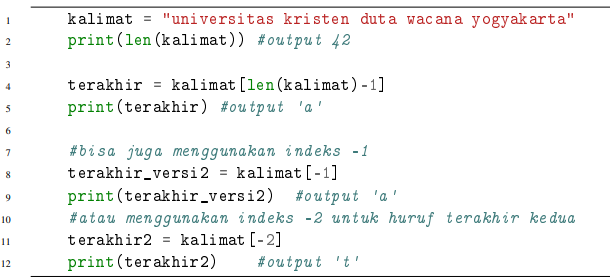 1 kalimat = "universitas kristen duta wacana yogyakarta"
2 print(len(kalimat)) #output 42
3
4 terakhir = kalimat[len(kalimat)-1]
5 print(terakhir) #output 'a'
6
7 #bisa juga menggunakan indeks -1
8 terakhir_versi2 = kalimat[-1]
9 print(terakhir_versi2) #output 'a'
10 #atau menggunakan indeks -2 untuk huruf terakhir kedua
11 terakhir2 = kalimat[-2]
12 print(terakhir2) #output 't'